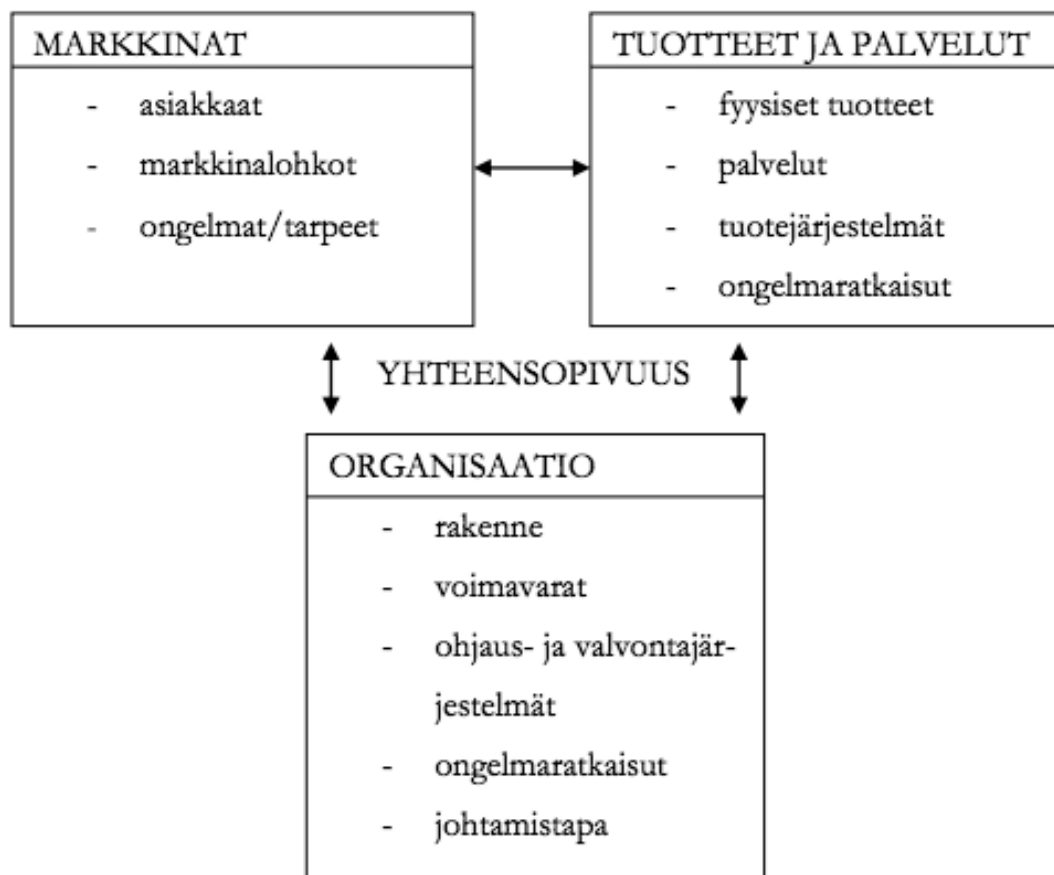 MARKKINAT
- asiakkaat
- markkinalohkot
- ongelmat/tarpeet
TUOTTEET JA PALVELUT
- fyysiset tuotteet
- palvelut
- tuotejärjestelmät
- ongelmaratkaisut
YHTEENSOPIVUUS
ORGANISAATIO
- rakenne
- voimavarat
- ohjaus- ja valvontajär-
jestelmät
- ongelmaratkaisut
- johtamistapa